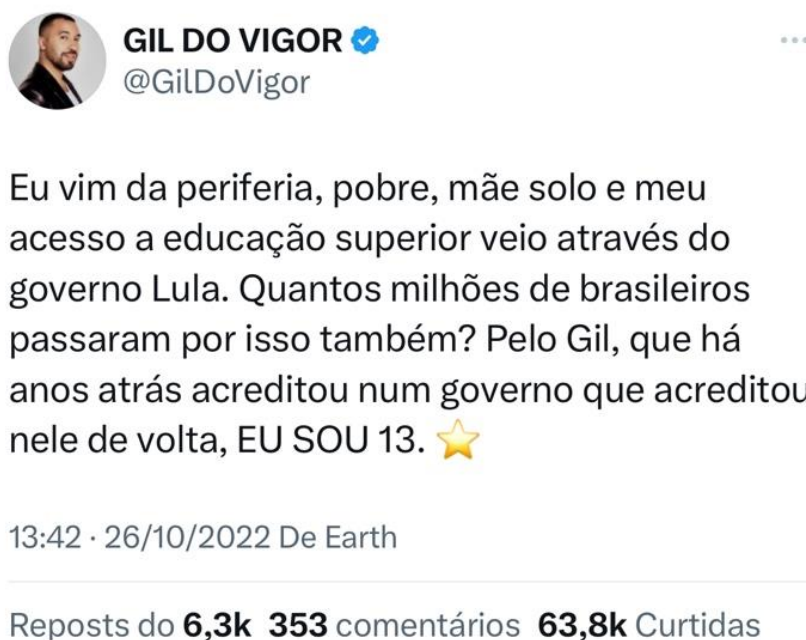 GIL DO VIGOR
@GilDoVigor
Eu vim da periferia, pobre, mãe solo e meu
acesso a educação superior veio através do
governo Lula. Quantos milhões de brasileiros
passaram por isso também? Pelo Gil, que há
anos atrás acreditou num governo que acreditou
nele de volta, EU SOU 13. ⭐
13:42 · 26/10/2022 De Earth
Reposts do 6,3k 353 comentários 63,8k Curtidas